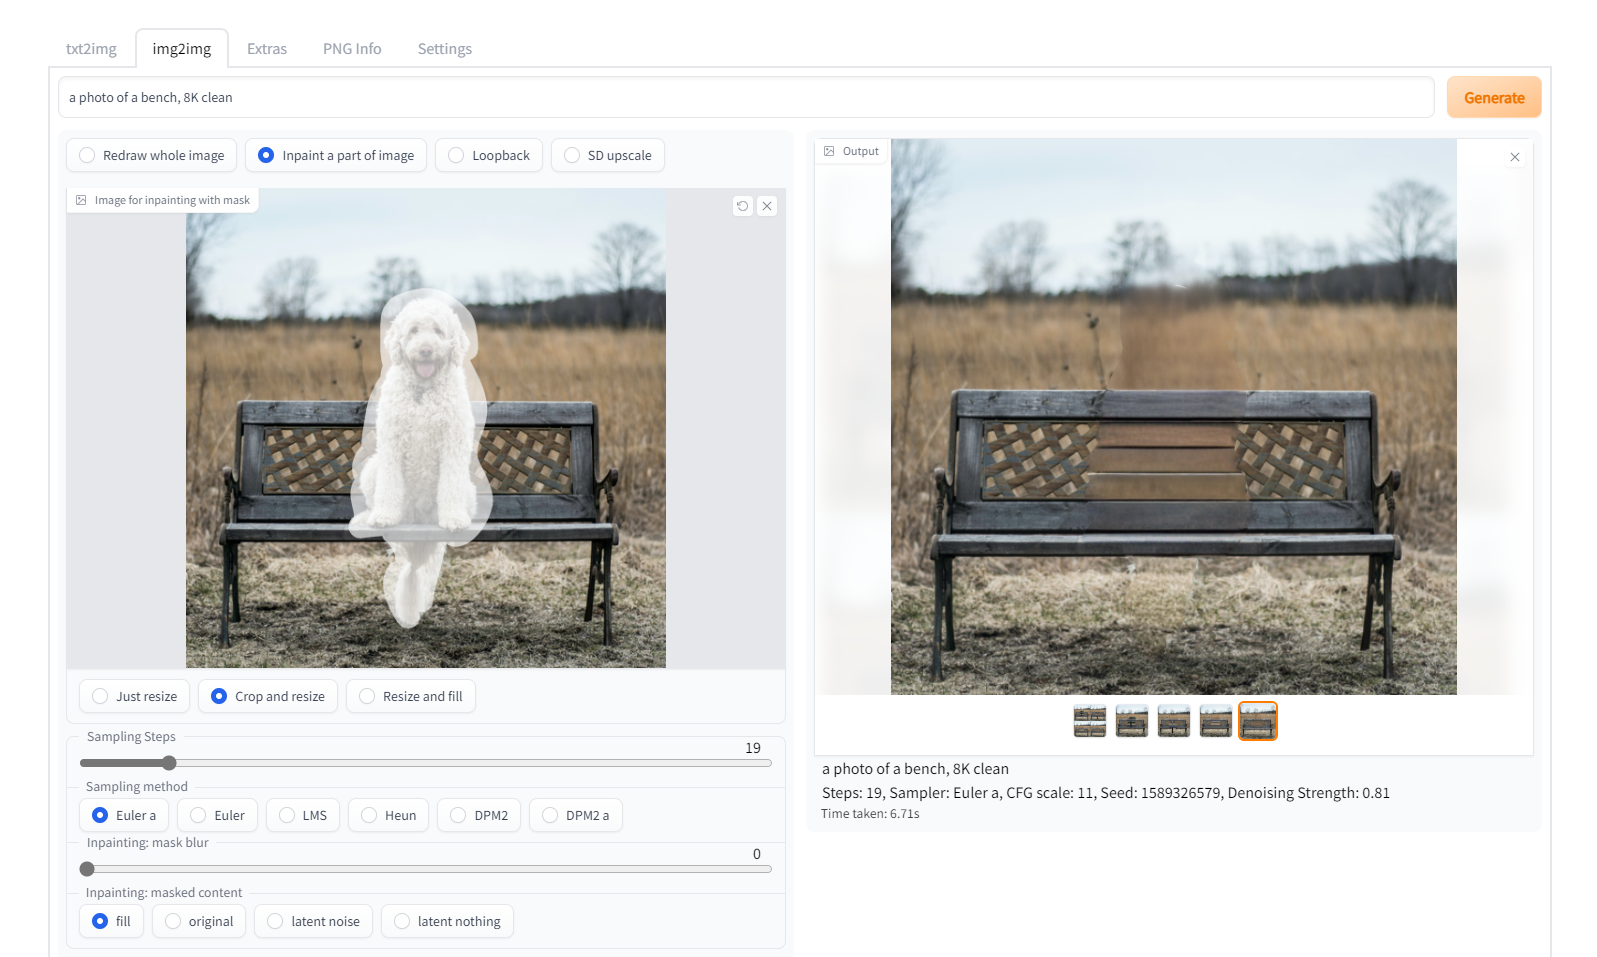 txt2img
img2img
Extras
PNG Info
Settings
a photo of a bench, 8K clean
Generate
Redraw whole image
Inpaint a part of image
Loopback
SD upscale
Image for inpainting with mask
Just resize
Crop and resize
Resize and fill
Sampling Steps
19
Sampling method
Euler a
Euler
LMS
Heun
DPM2
DPM2 a
Inpainting: mask blur
0
Inpainting: masked content
fill
original
latent noise
latent nothing
Output
a photo of a bench, 8K clean
Steps: 19, Sampler: Euler a, CFG scale: 11, Seed: 1589326579, Denoising Strength: 0.81
Time taken: 6.71s